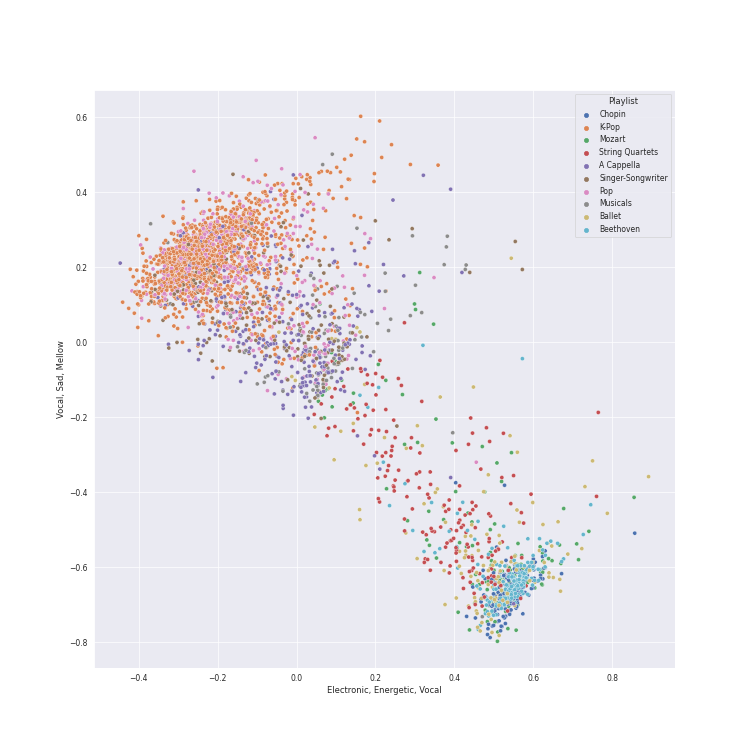 Playlist
Chopin
K-Pop
Mozart
String Quartets
A Cappella
Singer-Songwriter
Pop
Musicals
Ballet
Beethoven
0.6
0.4
0.2
0.0
−0.2
−0.4
−0.6
−0.8
Vocal, Sad, Mellow
−0.4 −0.2 0.0 0.2 0.4 0.6 0.8
Electronic, Energetic, Vocal